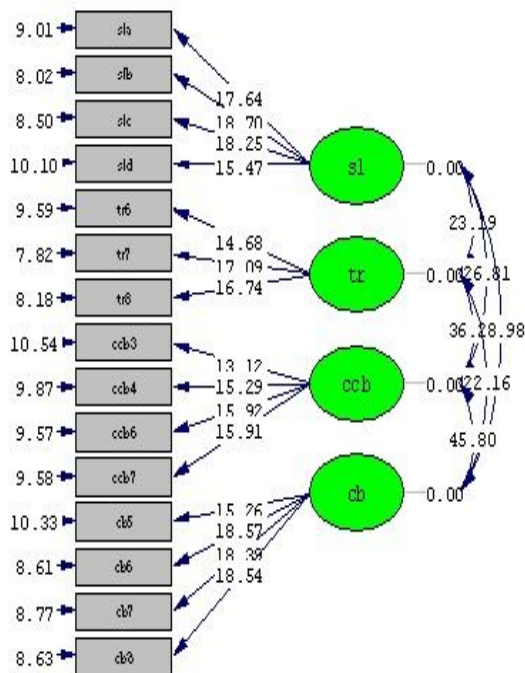 9.01 sla
17.64
8.02 slb
18.70
8.50 slc
18.25
10.10 sld
15.47
sl 0.00
9.59 tr6
14.68
23.19
7.82 tr7
17.09
tr 0.00 26.81
8.18 tr8
16.74
10.54 ccb3
13.12
36.28.98
9.87 ccb4
15.29
ccb 0.00 22.16
9.57 ccb6
15.92
9.58 ccb7
15.91
45.80
10.33 cb5
15.26
cb 0.00
8.61 cb6
18.57
8.77 cb7
18.39
8.63 cb8
18.54